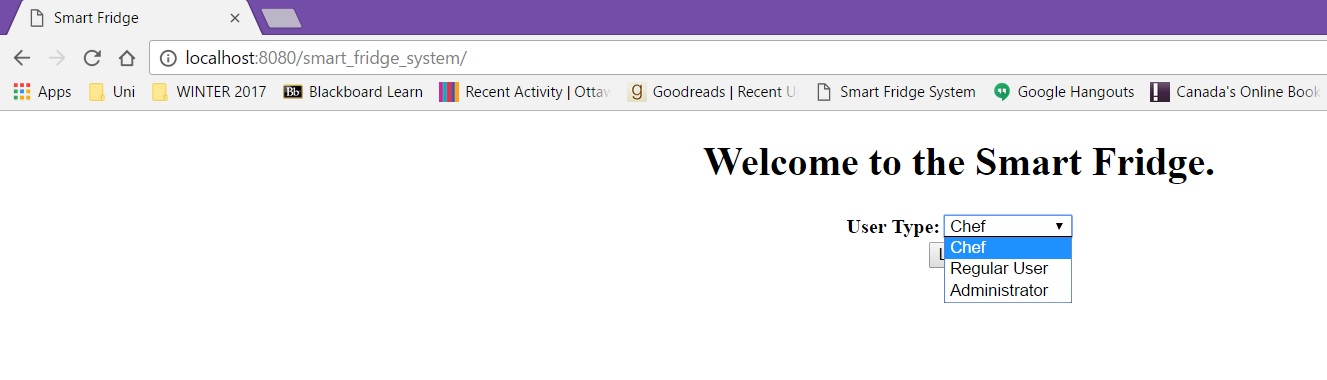 Smart Fridge
localhost:8080/smart_fridge_system/
Apps Uni WINTER 2017 Bb Blackboard Learn Recent Activity | Ottaw g Goodreads | Recent U Smart Fridge System Google Hangouts Canada's Online Book
Welcome to the Smart Fridge.
User Type: Chef
Chef
Regular User
Administrator